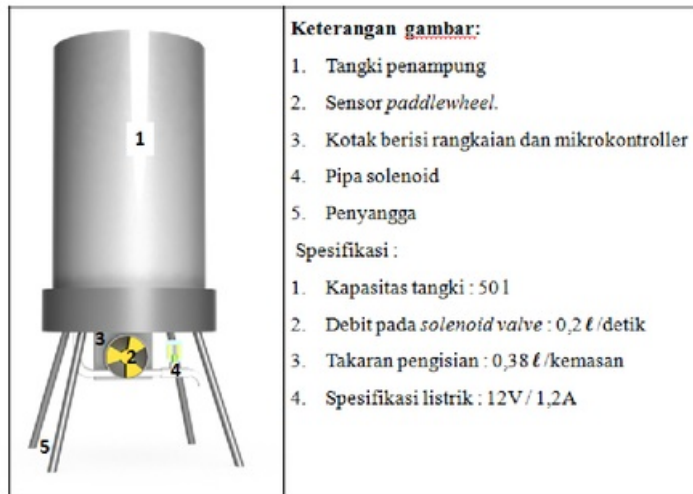 Keterangan gambar:
1. Tangki penampung
2. Sensor paddlewheel.
3. Kotak berisi rangkaian dan mikrokontroller
4. Pipa solenoid
5. Penyangga
Spesifikasi :
1. Kapasitas tangki : 50 l
2. Debit pada solenoid valve : 0,2 ℓ/detik
3. Takaran pengisian : 0,38 ℓ/kemasan
4. Spesifikasi listrik : 12V / 1,2A
1
3
2
4
5